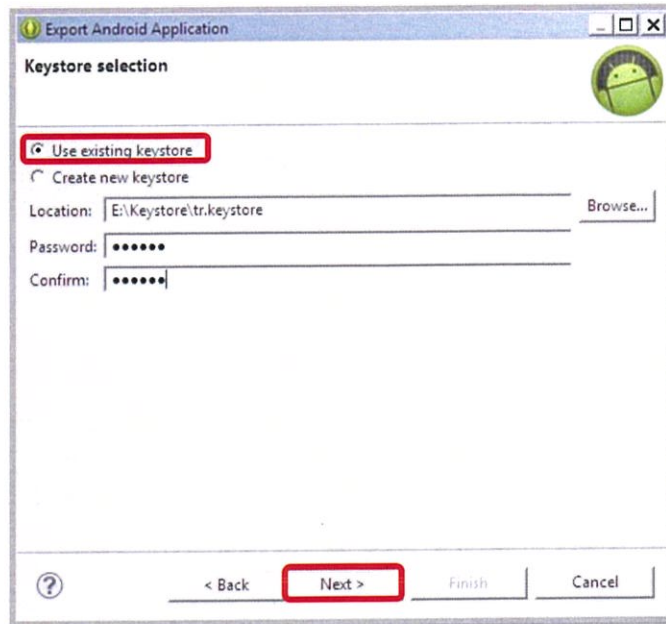 Export Android Application
Keystore selection
Use existing keystore
Create new keystore
Location: E:\Keystore\tr.keystore Browse...
Password: ••••••
Confirm: ••••••
? < Back Next > Finish Cancel